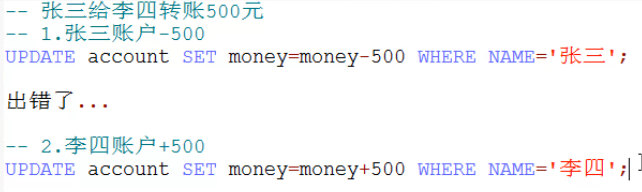 -- 张三给李四转账500元
-- 1.张三账户-500
UPDATE account SET money=money-500 WHERE NAME='张三';
出错了...
-- 2.李四账户+500
UPDATE account SET money=money+500 WHERE NAME='李四';